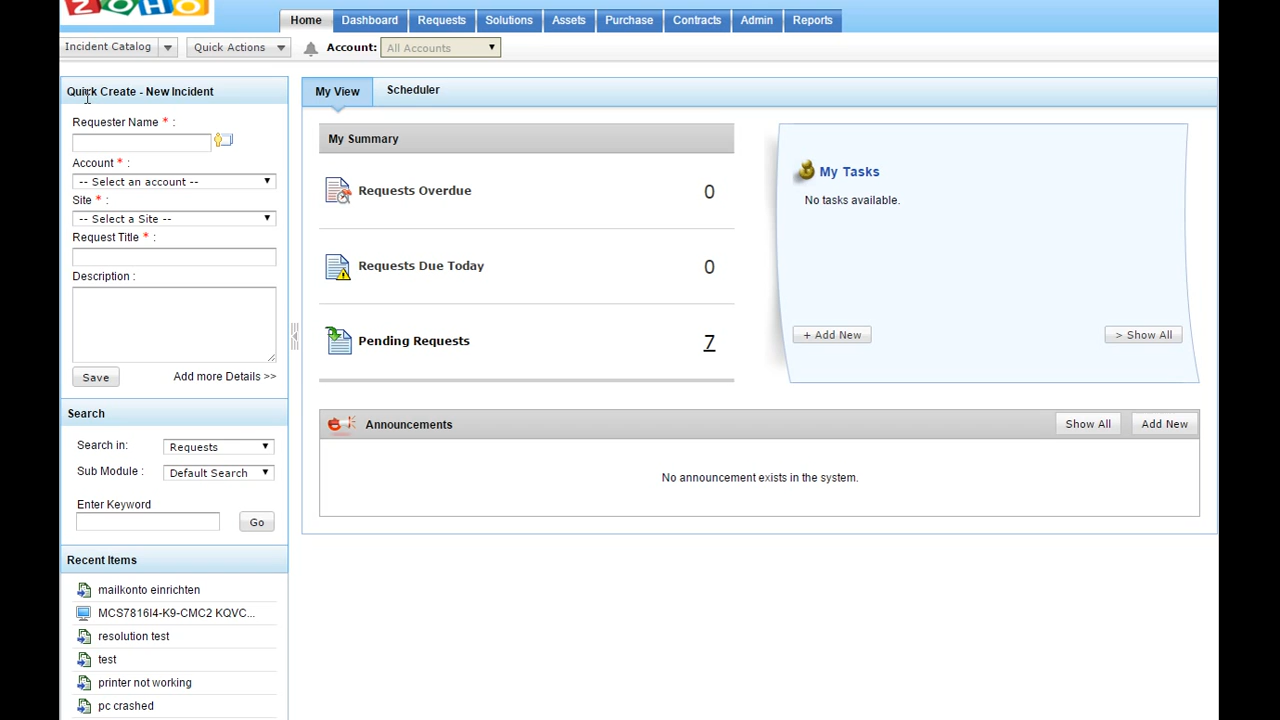 ZOHO
Home Dashboard Requests Solutions Assets Purchase Contracts Admin Reports
Incident Catalog Quick Actions Account: All Accounts
Quick Create - New Incident
Requester Name * :
Account * :
-- Select an account --
Site * :
-- Select a Site --
Request Title * :
Description :
Save Add more Details >>
Search
Search in: Requests
Sub Module : Default Search
Enter Keyword
Go
Recent Items
mailkonto einrichten
MCS7816I4-K9-CMC2 KQVC...
resolution test
test
printer not working
pc crashed
My View Scheduler
My Summary
Requests Overdue 0
Requests Due Today 0
Pending Requests 7
My Tasks
No tasks available.
+ Add New > Show All
Announcements Show All Add New
No announcement exists in the system.